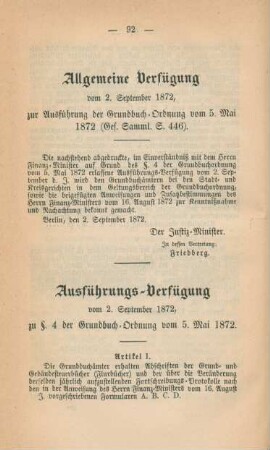 — 92 —
Allgemeine Verfügung
vom 2. September 1872,
zur Ausführung der Grundbuch-Ordnung vom 5. Mai
1872 (Ges. Samml. S. 446).
Die nachstehend abgedruckte, im Einverständniß mit dem Herrn
Finanz-Minister auf Grund des §. 4 der Grundbuchordnung
vom 5. Mai 1872 erlassene Ausführungs-Verfügung vom 2. Sep-
tember d. J. wird den Grundbuchämtern bei den Stadt- und
Kreisgerichten in dem Geltungsbereich der Grundbuchordnung,
sowie die beigefügten Anweisungen und Zusatzbestimmungen des
Herrn Finanz-Ministers vom 16. August 1872 zur Kenntnißnahme
und Nachachtung bekannt gemacht.
Berlin, den 2. September 1872.
Der Justiz-Minister.
In dessen Vertretung:
Friedberg.
Ausführungs-Verfügung
vom 2. September 1872,
zu §. 4 der Grundbuch-Ordnung vom 5. Mai 1872.
Artikel 1.
Die Grundbuchämter erhalten Abschriften der Grund- und
Gebäudesteuerbücher (Flurbücher) und der über die Veränderung
derselben jährlich aufzustellenden Fortschreibungs-Protokolle nach
den in der Anweisung des Herrn Finanz-Ministers vom 16. August
d. J. vorgeschriebenen Formularen A. B. C. D.